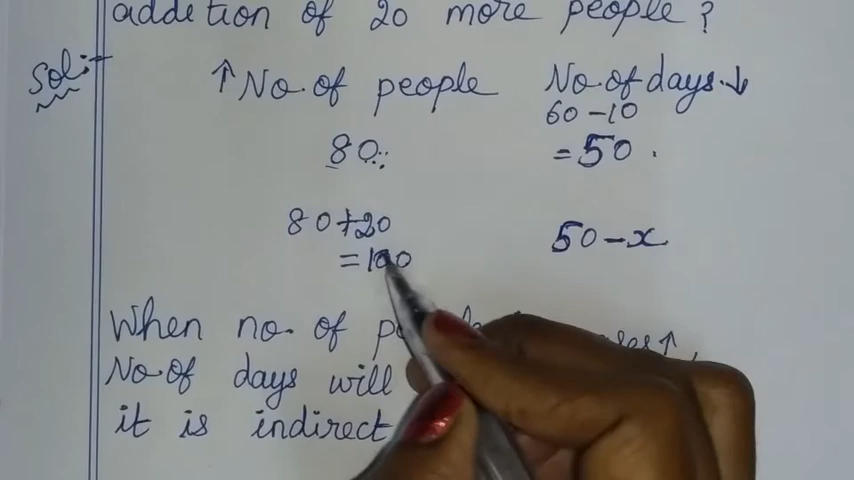 addition of 20 more people?
Sol:-
↑ No. of people No. of days. ↓
60 - 10
80 = 50
80 + 20 50 - x
= 100
When no. of
No. of days will
it is indirect